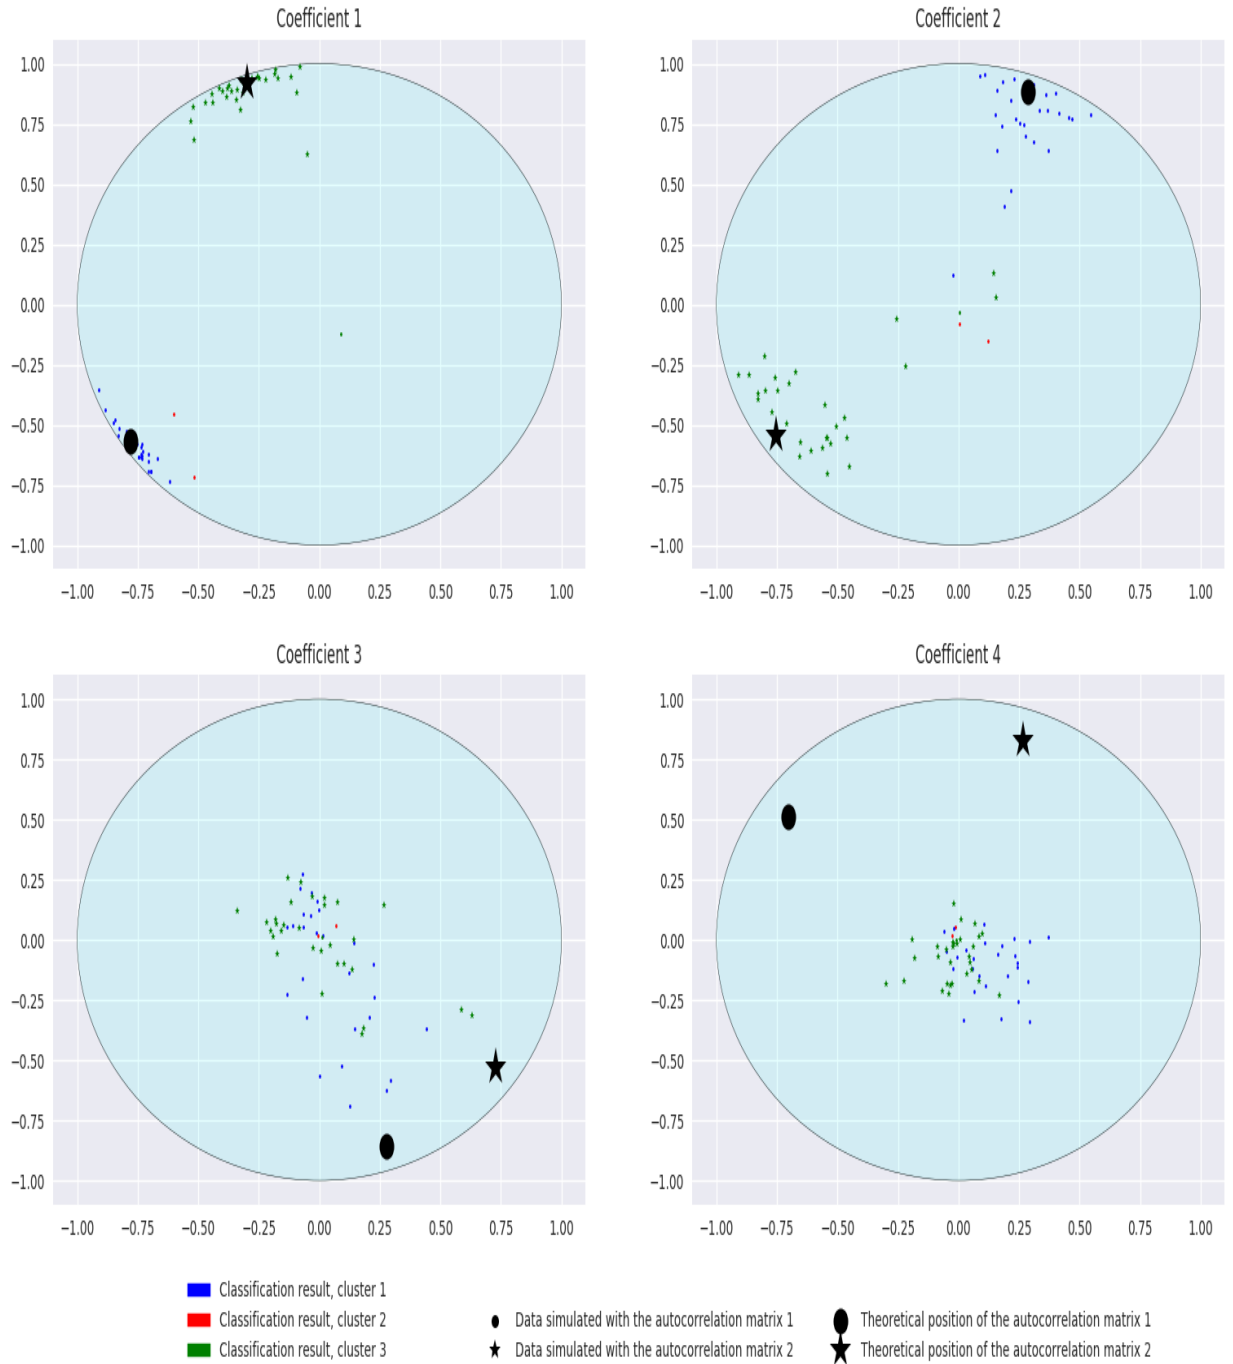 Coefficient 1
1.00
0.75
0.50
0.25
0.00
−0.25
−0.50
−0.75
−1.00
−1.00 −0.75 −0.50 −0.25 0.00 0.25 0.50 0.75 1.00
Coefficient 2
1.00
0.75
0.50
0.25
0.00
−0.25
−0.50
−0.75
−1.00
−1.00 −0.75 −0.50 −0.25 0.00 0.25 0.50 0.75 1.00
Coefficient 3
1.00
0.75
0.50
0.25
0.00
−0.25
−0.50
−0.75
−1.00
−1.00 −0.75 −0.50 −0.25 0.00 0.25 0.50 0.75 1.00
Coefficient 4
1.00
0.75
0.50
0.25
0.00
−0.25
−0.50
−0.75
−1.00
−1.00 −0.75 −0.50 −0.25 0.00 0.25 0.50 0.75 1.00
Classification result, cluster 1
Classification result, cluster 2
Classification result, cluster 3
Data simulated with the autocorrelation matrix 1
Data simulated with the autocorrelation matrix 2
Theoretical position of the autocorrelation matrix 1
Theoretical position of the autocorrelation matrix 2